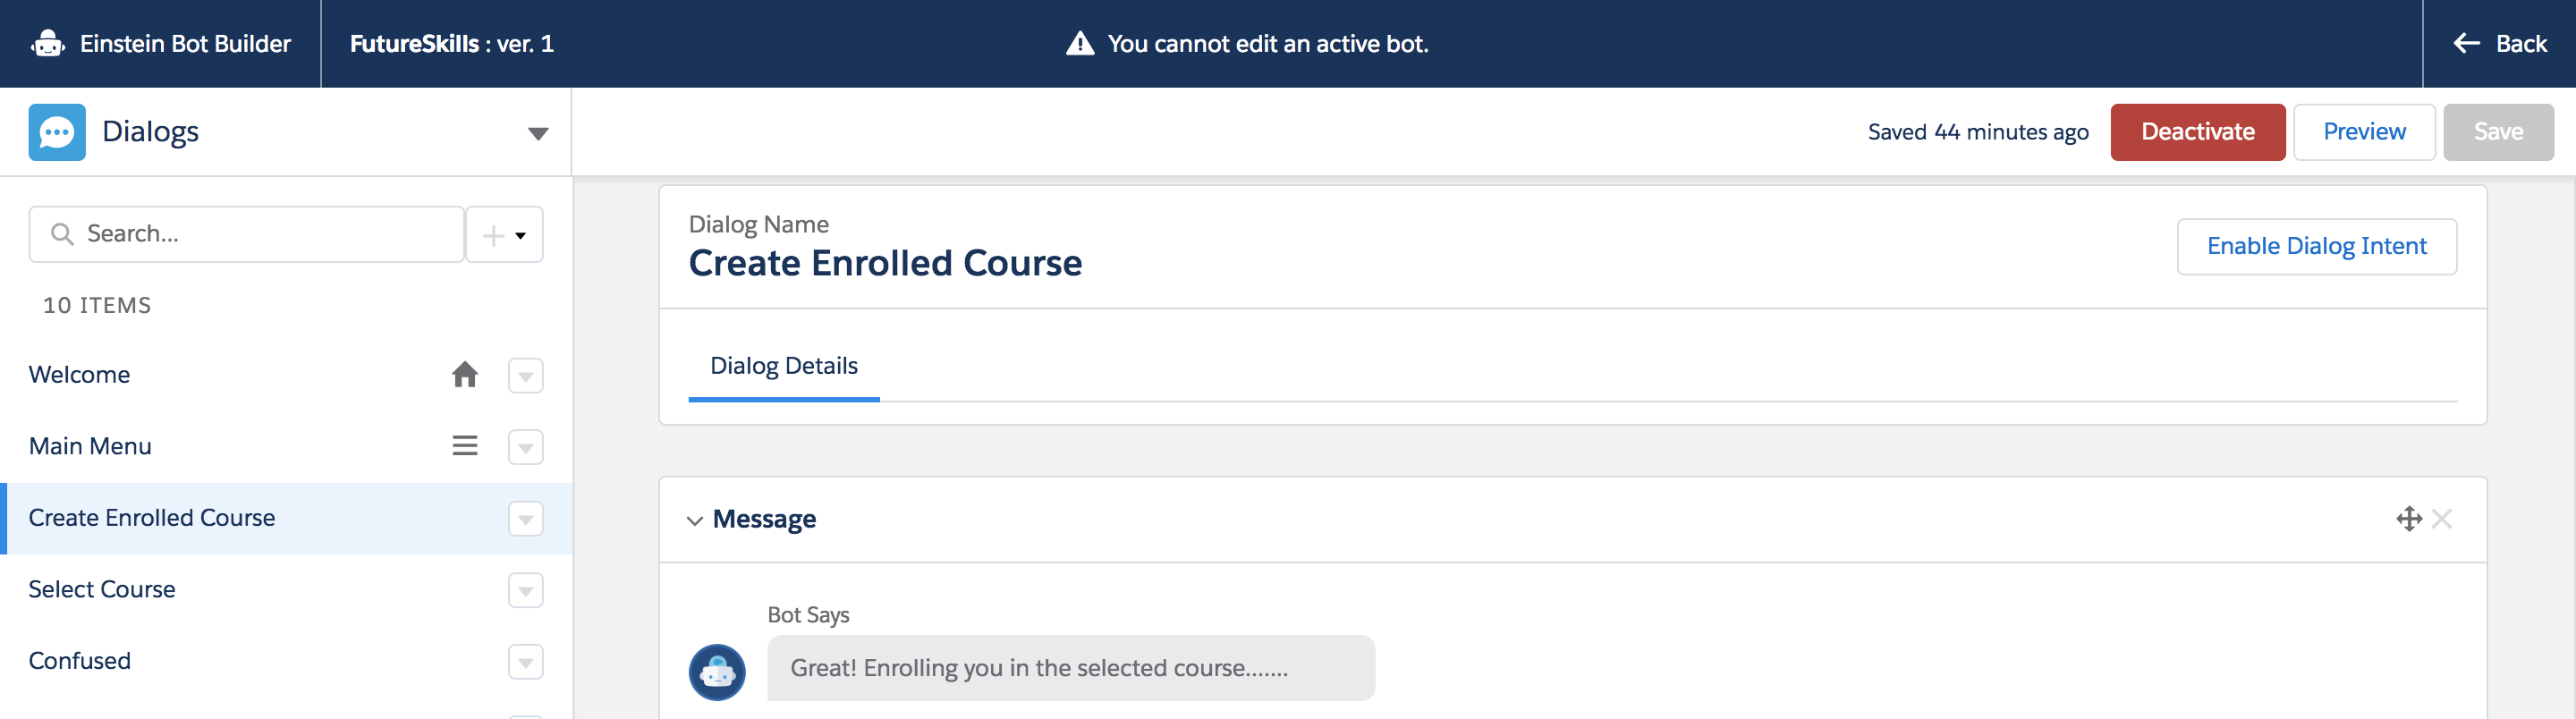 Einstein Bot Builder
FutureSkills : ver. 1
You cannot edit an active bot.
Back
Dialogs
Saved 44 minutes ago
Deactivate
Preview
Save
Search...
10 ITEMS
Welcome
Main Menu
Create Enrolled Course
Select Course
Confused
Dialog Name
Create Enrolled Course
Enable Dialog Intent
Dialog Details
Message
Bot Says
Great! Enrolling you in the selected course.......